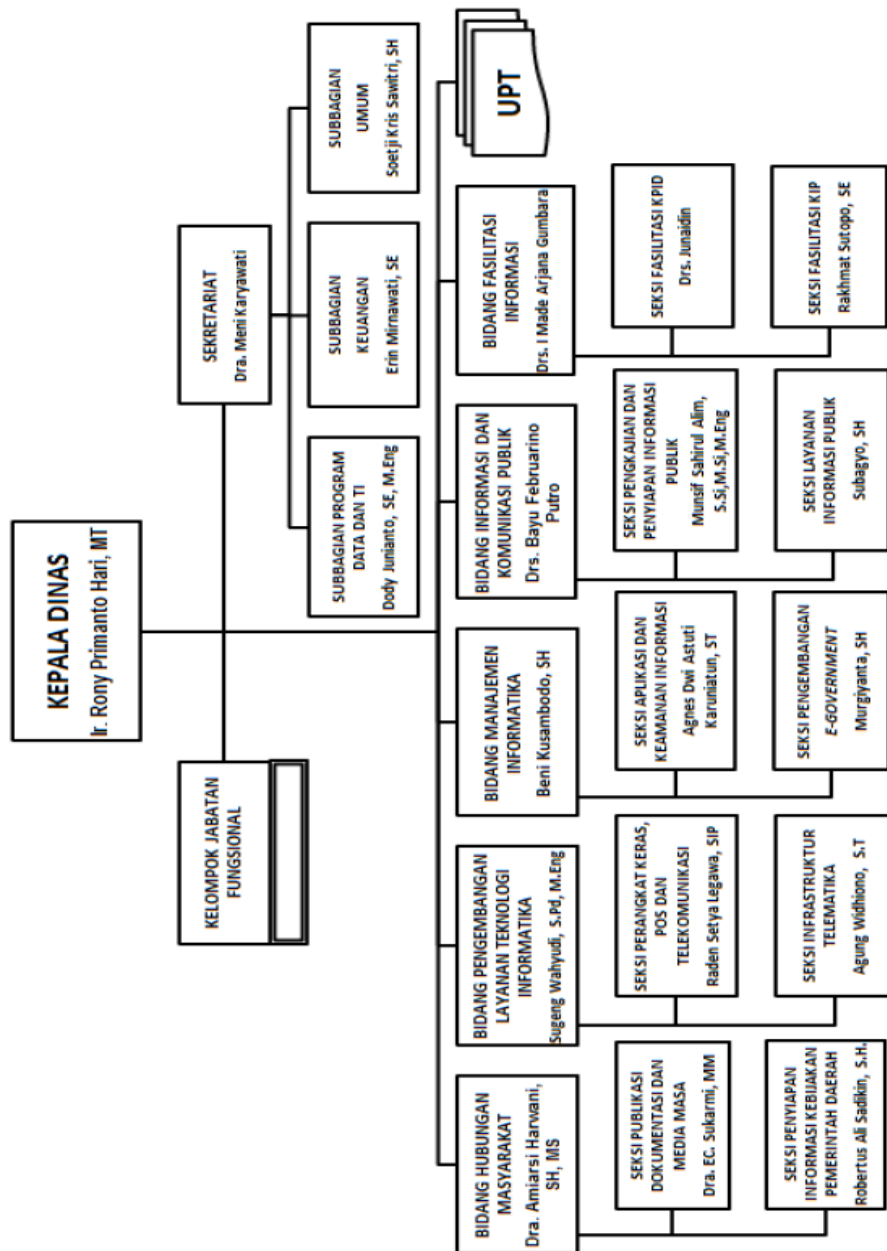 KEPALA DINAS
Ir. Rony Primanto Hari, MT
KELOMPOK JABATAN
FUNGSIONAL
SEKRETARIAT
Dra. Meni Karyawati
SUBBAGIAN PROGRAM
DATA DAN TI
Dody Junianto, SE, M.Eng
SUBBAGIAN
KEUANGAN
Erin Mirnawati, SE
SUBBAGIAN
UMUM
Soetji Kris Sawitri, SH
BIDANG HUBUNGAN
MASYARAKAT
Dra. Amiarsi Harwani,
SH, MS
BIDANG PENGEMBANGAN
LAYANAN TEKNOLOGI
INFORMATIKA
Sugeng Wahyudi, S.Pd, M.Eng
BIDANG MANAJEMEN
INFORMATIKA
Beni Kusambodo, SH
BIDANG INFORMASI DAN
KOMUNIKASI PUBLIK
Drs. Bayu Februarino
Putro
BIDANG FASILITASI
INFORMASI
Drs. I Made Arjana Gumbara
UPT
SEKSI PUBLIKASI
DOKUMENTASI DAN
MEDIA MASA
Dra. EC. Sukarmi, MM
SEKSI PERANGKAT KERAS,
POS DAN
TELEKOMUNIKASI
Raden Setya Legawa, SIP
SEKSI APLIKASI DAN
KEAMANAN INFORMASI
Agnes Dwi Astuti
Karuniatun, ST
SEKSI PENGKAJIAN DAN
PENYIAPAN INFORMASI
PUBLIK
Munsif Sahirul Alim,
S.Si,M.Si,M.Eng
SEKSI FASILITASI KPID
Drs. Junaidin
SEKSI PENYIAPAN
INFORMASI KEBIJAKAN
PEMERINTAH DAERAH
Robertus Ali Sadikin, S.H.
SEKSI INFRASTRUKTUR
TELEMATIKA
Agung Widhiono, S.T
SEKSI PENGEMBANGAN
E-GOVERNMENT
Murgiyanta, SH
SEKSI LAYANAN
INFORMASI PUBLIK
Subagyo, SH
SEKSI FASILITASI KIP
Rakhmat Sutopo, SE